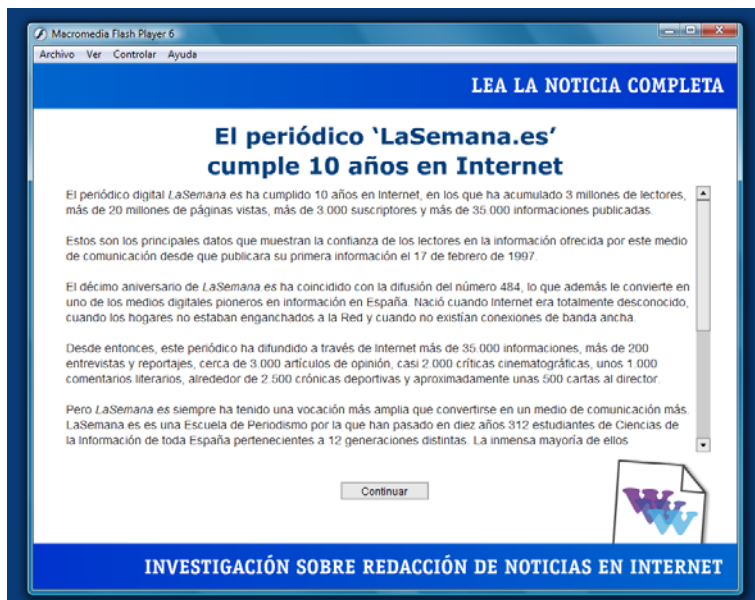 Macromedia Flash Player 6
Archivo Ver Controlar Ayuda
LEA LA NOTICIA COMPLETA
El periódico ‘LaSemana.es’
cumple 10 años en Internet
El periódico digital LaSemana.es ha cumplido 10 años en Internet, en los que ha acumulado 3 millones de lectores,
más de 20 millones de páginas vistas, más de 3.000 suscriptores y más de 35.000 informaciones publicadas.
Estos son los principales datos que muestran la confianza de los lectores en la información ofrecida por este medio
de comunicación desde que publicara su primera información el 17 de febrero de 1997.
El décimo aniversario de LaSemana.es ha coincidido con la difusión del número 484, lo que además le convierte en
uno de los medios digitales pioneros en información en España. Nació cuando Internet era totalmente desconocido,
cuando los hogares no estaban enganchados a la Red y cuando no existían conexiones de banda ancha.
Desde entonces, este periódico ha difundido a través de Internet más de 35.000 informaciones, más de 200
entrevistas y reportajes, cerca de 3.000 artículos de opinión, casi 2.000 críticas cinematográficas, unos 1.000
comentarios literarios, alrededor de 2.500 crónicas deportivas y aproximadamente unas 500 cartas al director.
Pero LaSemana.es siempre ha tenido una vocación más amplia que convertirse en un medio de comunicación más.
LaSemana.es es una Escuela de Periodismo por la que han pasado en diez años 312 estudiantes de Ciencias de
la Información de toda España pertenecientes a 12 generaciones distintas. La inmensa mayoría de ellos
Continuar
WWW
INVESTIGACIÓN SOBRE REDACCIÓN DE NOTICIAS EN INTERNET